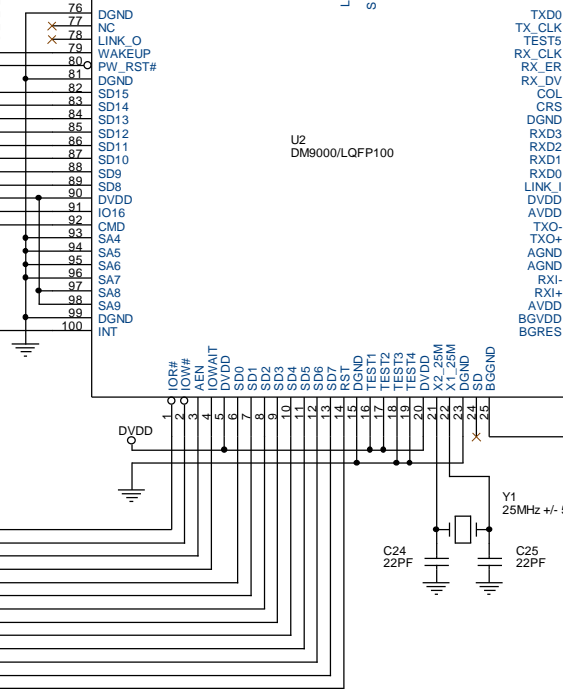 L
S
76 DGND
77 NC
78 LINK_O
79 WAKEUP
80 PW_RST#
81 DGND
82 SD15
83 SD14
84 SD13
85 SD12
86 SD11
87 SD10
88 SD9
89 SD8
90 DVDD
91 IO16
92 CMD
93 SA4
94 SA5
95 SA6
96 SA7
97 SA8
98 SA9
99 DGND
100 INT
U2
DM9000/LQFP100
TXD0
TX_CLK
TEST5
RX_CLK
RX_ER
RX_DV
COL
CRS
DGND
RXD3
RXD2
RXD1
RXD0
LINK_I
DVDD
AVDD
TXO-
TXO+
AGND
AGND
RXI-
RXI+
AVDD
BGVDD
BGRES
IOR# 1
IOW# 2
AEN 3
IOWAIT 4
DVDD 5
SD0 6
SD1 7
SD2 8
SD3 9
SD4 10
SD5 11
SD6 12
SD7 13
RST 14
DGND 15
TEST1 16
TEST2 17
TEST3 18
TEST4 19
DVDD 20
X2_25M 21
X1_25M 22
DGND 23
SD 24
BGGND 25
DVDD
Y1
25MHz +/- 5
C24
22PF
C25
22PF